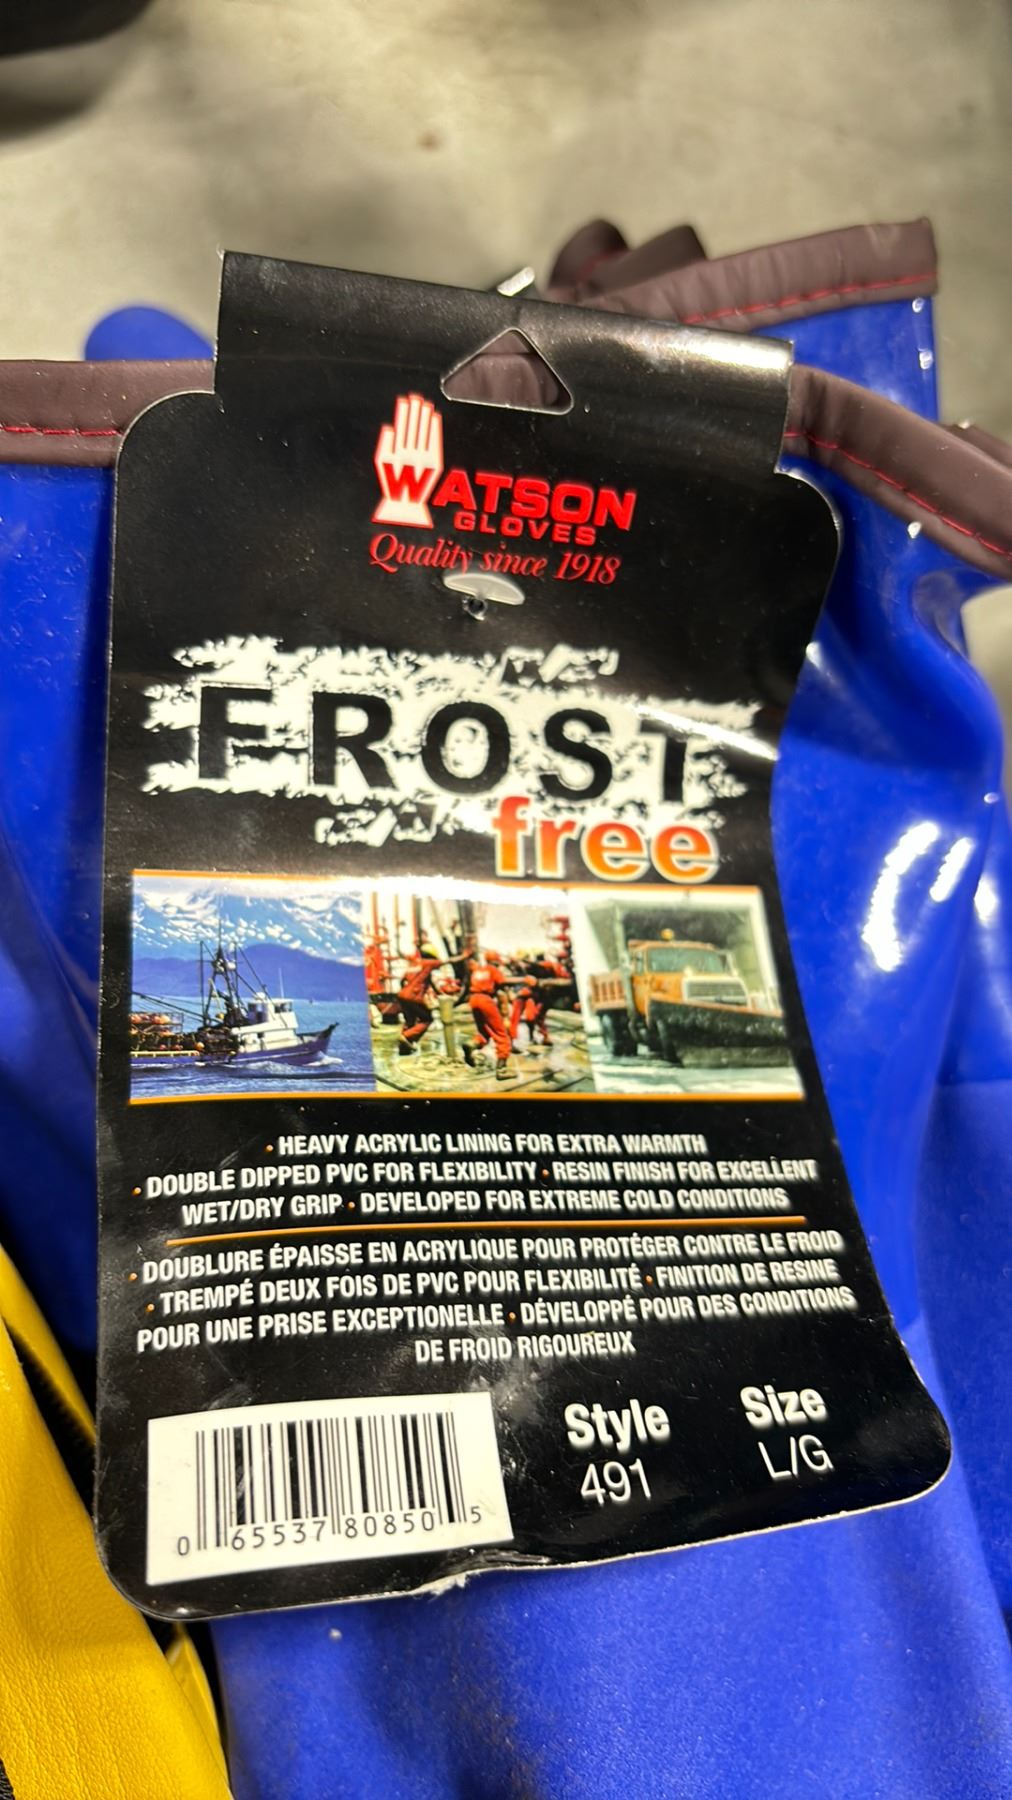 WATSON
GLOVES
Quality since 1918
FROST
free
· HEAVY ACRYLIC LINING FOR EXTRA WARMTH
· DOUBLE DIPPED PVC FOR FLEXIBILITY · RESIN FINISH FOR EXCELLENT
WET/DRY GRIP · DEVELOPED FOR EXTREME COLD CONDITIONS
· DOUBLURE ÉPAISSE EN ACRYLIQUE POUR PROTÉGER CONTRE LE FROID
· TREMPÉ DEUX FOIS DE PVC POUR FLEXIBILITÉ · FINITION DE RESINE
POUR UNE PRISE EXCEPTIONELLE · DÉVELOPPÉ POUR DES CONDITIONS
DE FROID RIGOUREUX
Style Size
491 L/G
0 65537 80850 5